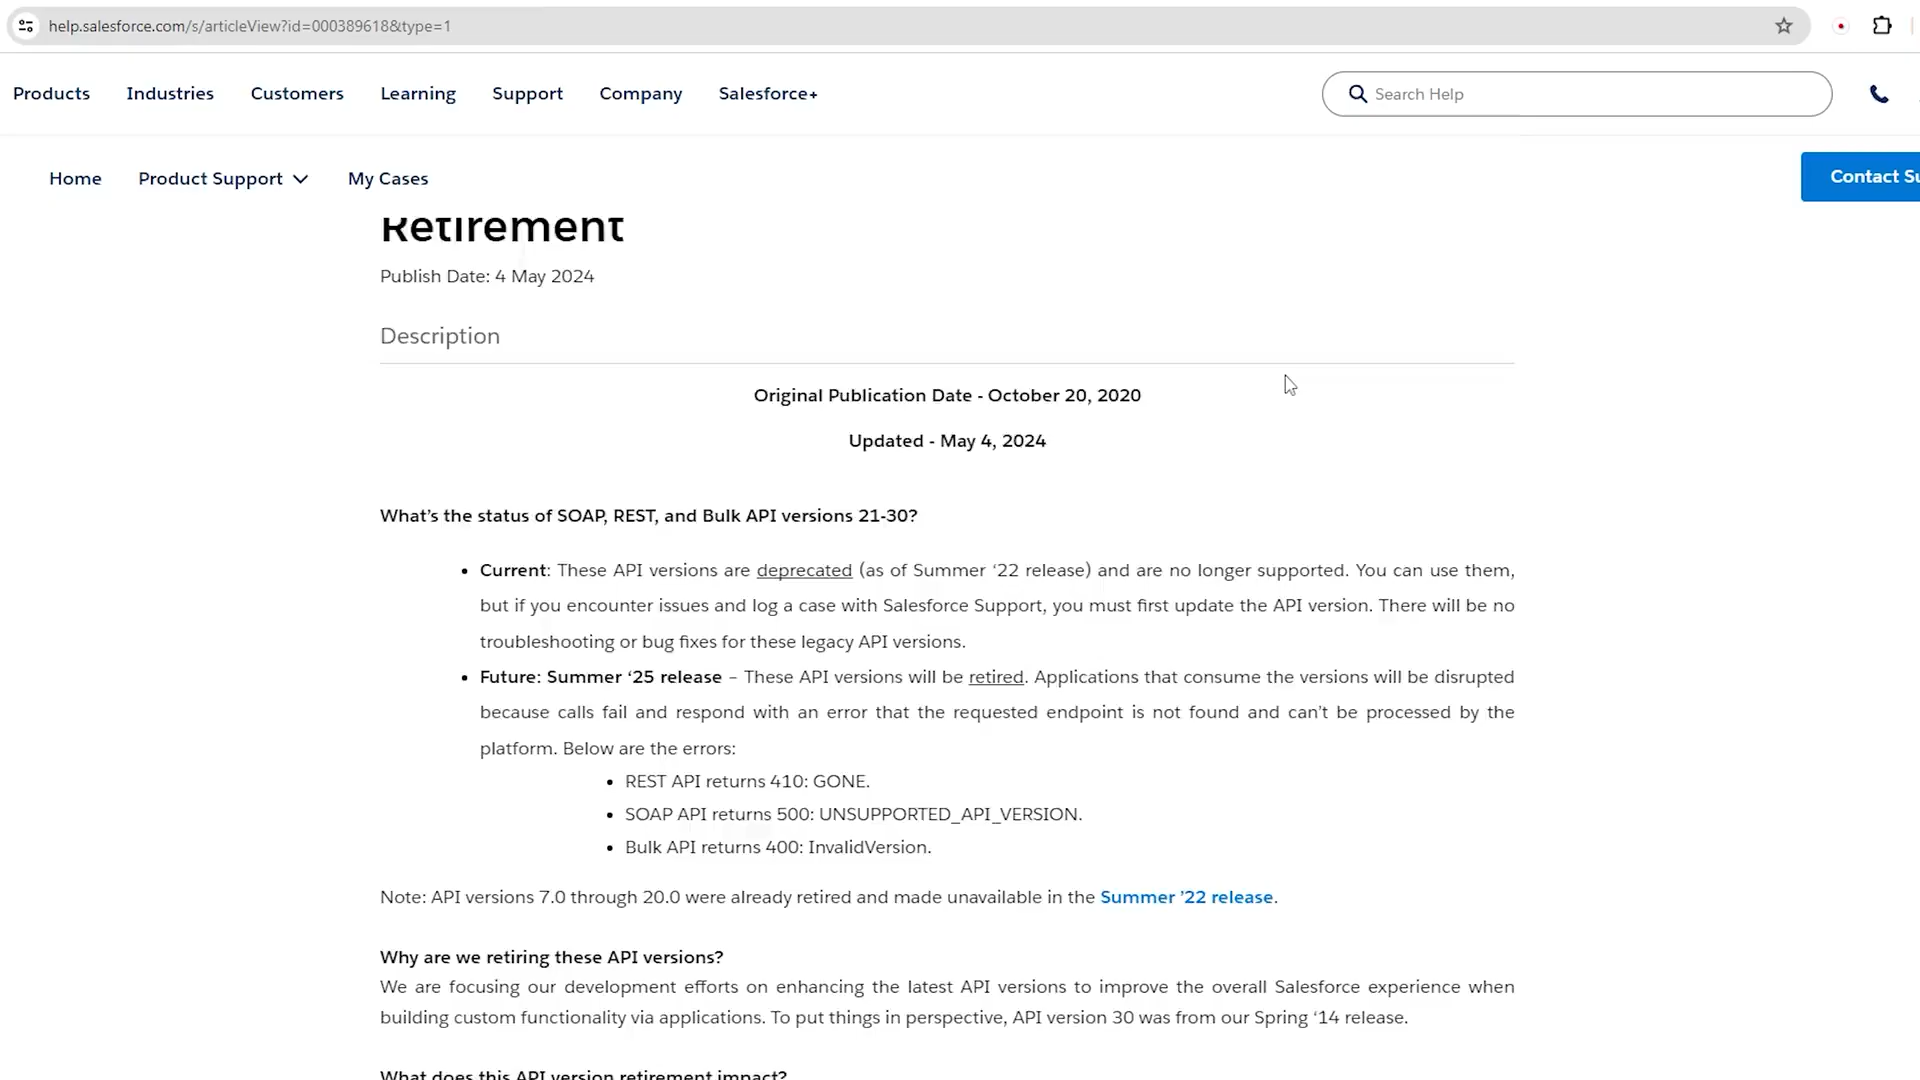 help.salesforce.com/s/articleView?id=000389618&type=1
Products Industries Customers Learning Support Company Salesforce+ Search Help
Home Product Support My Cases Contact Su
Retirement
Publish Date: 4 May 2024
Description
Original Publication Date - October 20, 2020
Updated - May 4, 2024
What's the status of SOAP, REST, and Bulk API versions 21-30?
• Current: These API versions are deprecated (as of Summer ‘22 release) and are no longer supported. You can use them,
but if you encounter issues and log a case with Salesforce Support, you must first update the API version. There will be no
troubleshooting or bug fixes for these legacy API versions.
• Future: Summer ‘25 release – These API versions will be retired. Applications that consume the versions will be disrupted
because calls fail and respond with an error that the requested endpoint is not found and can’t be processed by the
platform. Below are the errors:
• REST API returns 410: GONE.
• SOAP API returns 500: UNSUPPORTED_API_VERSION.
• Bulk API returns 400: InvalidVersion.
Note: API versions 7.0 through 20.0 were already retired and made unavailable in the Summer ’22 release.
Why are we retiring these API versions?
We are focusing our development efforts on enhancing the latest API versions to improve the overall Salesforce experience when
building custom functionality via applications. To put things in perspective, API version 30 was from our Spring ‘14 release.
What does this API version retirement impact?